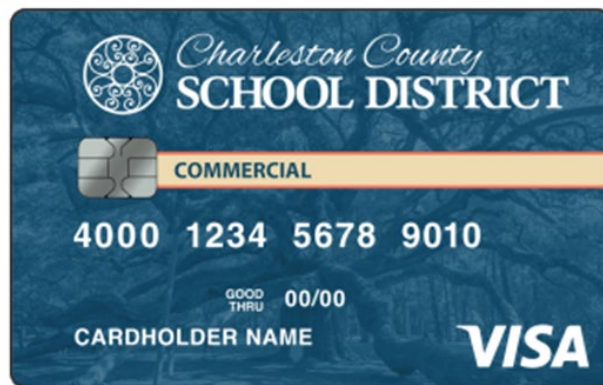 Charleston County
SCHOOL DISTRICT
COMMERCIAL
4000 1234 5678 9010
GOOD
THRU 00/00
CARDHOLDER NAME
VISA